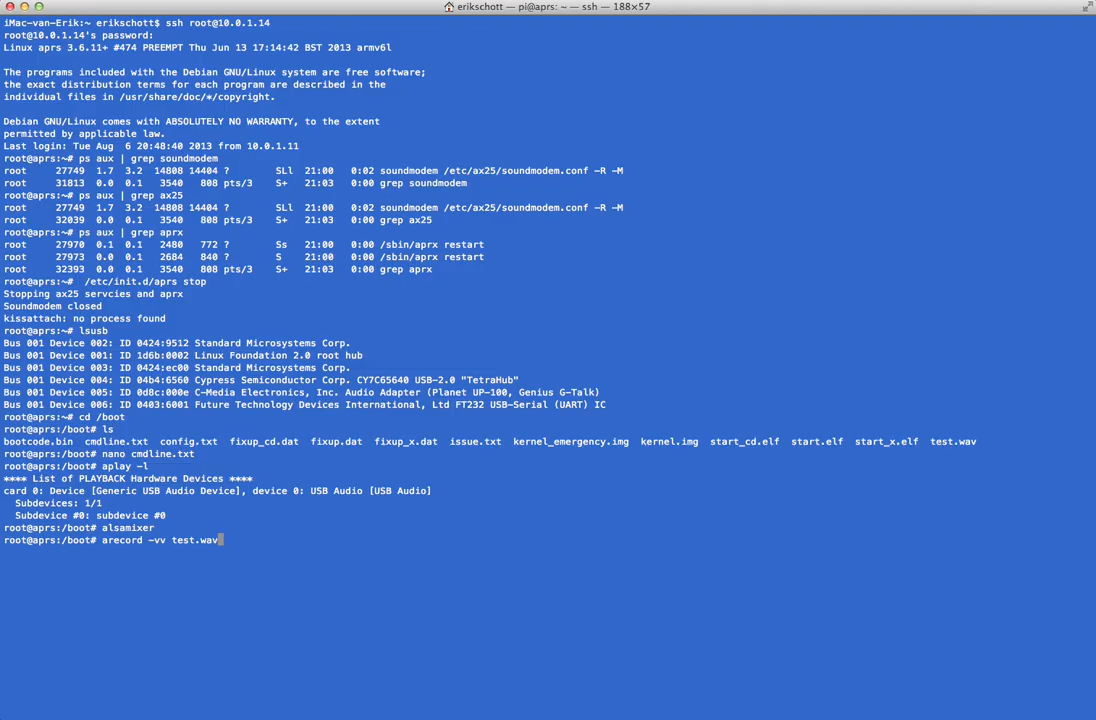 erikschott — pi@aprs: ~ — ssh — 188×57
iMac-van-Erik:~ erikschott$ ssh root@10.0.1.14
root@10.0.1.14's password:
Linux aprs 3.6.11+ #474 PREEMPT Thu Jun 13 17:14:42 BST 2013 armv6l
The programs included with the Debian GNU/Linux system are free software;
the exact distribution terms for each program are described in the
individual files in /usr/share/doc/*/copyright.
Debian GNU/Linux comes with ABSOLUTELY NO WARRANTY, to the extent
permitted by applicable law.
Last login: Tue Aug  6 20:48:40 2013 from 10.0.1.11
root@aprs:~# ps aux | grep soundmodem
root     27749  1.7  3.2  14808 14404 ?        SLl  21:00   0:02 soundmodem /etc/ax25/soundmodem.conf -R -M
root     31813  0.0  0.1   3540   808 pts/3    S+   21:03   0:00 grep soundmodem
root@aprs:~# ps aux | grep ax25
root     27749  1.7  3.2  14808 14404 ?        SLl  21:00   0:02 soundmodem /etc/ax25/soundmodem.conf -R -M
root     32039  0.0  0.1   3540   808 pts/3    S+   21:03   0:00 grep ax25
root@aprs:~# ps aux | grep aprx
root     27970  0.1  0.1   2480   772 ?        Ss   21:00   0:00 /sbin/aprx restart
root     27973  0.0  0.1   2684   840 ?        S    21:00   0:00 /sbin/aprx restart
root     32393  0.0  0.1   3540   808 pts/3    S+   21:03   0:00 grep aprx
root@aprs:~#  /etc/init.d/aprs stop
Stopping ax25 servcies and aprx
Soundmodem closed
kissattach: no process found
root@aprs:~# lsusb
Bus 001 Device 002: ID 0424:9512 Standard Microsystems Corp.
Bus 001 Device 001: ID 1d6b:0002 Linux Foundation 2.0 root hub
Bus 001 Device 003: ID 0424:ec00 Standard Microsystems Corp.
Bus 001 Device 004: ID 04b4:6560 Cypress Semiconductor Corp. CY7C65640 USB-2.0 "TetraHub"
Bus 001 Device 005: ID 0d8c:000e C-Media Electronics, Inc. Audio Adapter (Planet UP-100, Genius G-Talk)
Bus 001 Device 006: ID 0403:6001 Future Technology Devices International, Ltd FT232 USB-Serial (UART) IC
root@aprs:~# cd /boot
root@aprs:/boot# ls
bootcode.bin  cmdline.txt  config.txt  fixup_cd.dat  fixup.dat  fixup_x.dat  issue.txt  kernel_emergency.img  kernel.img  start_cd.elf  start.elf  start_x.elf  test.wav
root@aprs:/boot# nano cmdline.txt
root@aprs:/boot# aplay -l
**** List of PLAYBACK Hardware Devices ****
card 0: Device [Generic USB Audio Device], device 0: USB Audio [USB Audio]
  Subdevices: 1/1
  Subdevice #0: subdevice #0
root@aprs:/boot# alsamixer
root@aprs:/boot# arecord -vv test.wav